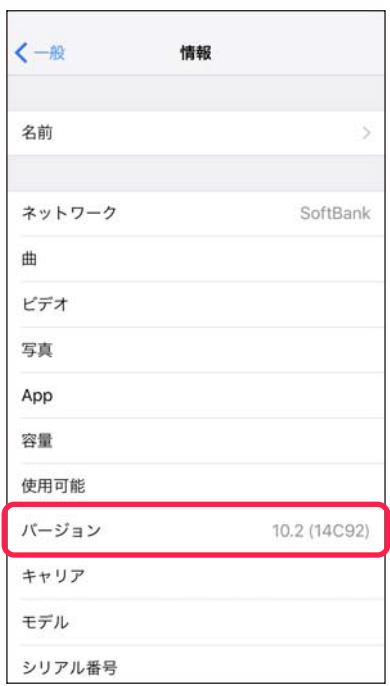 一般 情報
名前
ネットワーク SoftBank
曲
ビデオ
写真
App
容量
使用可能
バージョン 10.2 (14C92)
キャリア
モデル
シリアル番号